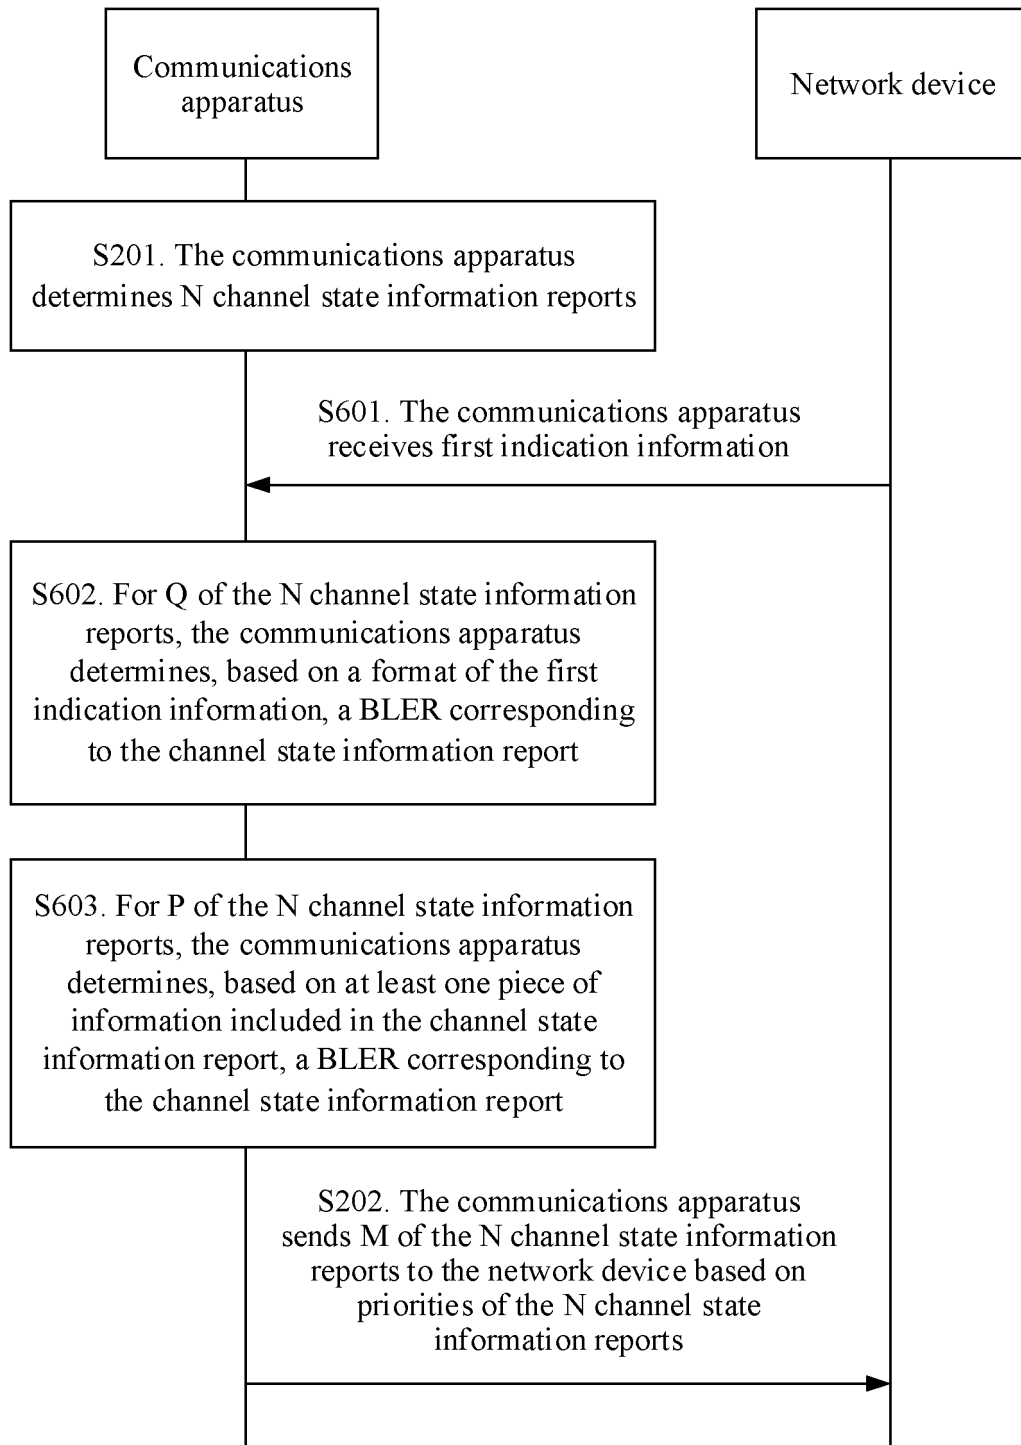 Communications
apparatus
Network device
S201. The communications apparatus
determines N channel state information reports
S601. The communications apparatus
receives first indication information
S602. For Q of the N channel state information
reports, the communications apparatus
determines, based on a format of the first
indication information, a BLER corresponding
to the channel state information report
S603. For P of the N channel state information
reports, the communications apparatus
determines, based on at least one piece of
information included in the channel state
information report, a BLER corresponding to
the channel state information report
S202. The communications apparatus
sends M of the N channel state information
reports to the network device based on
priorities of the N channel state
information reports